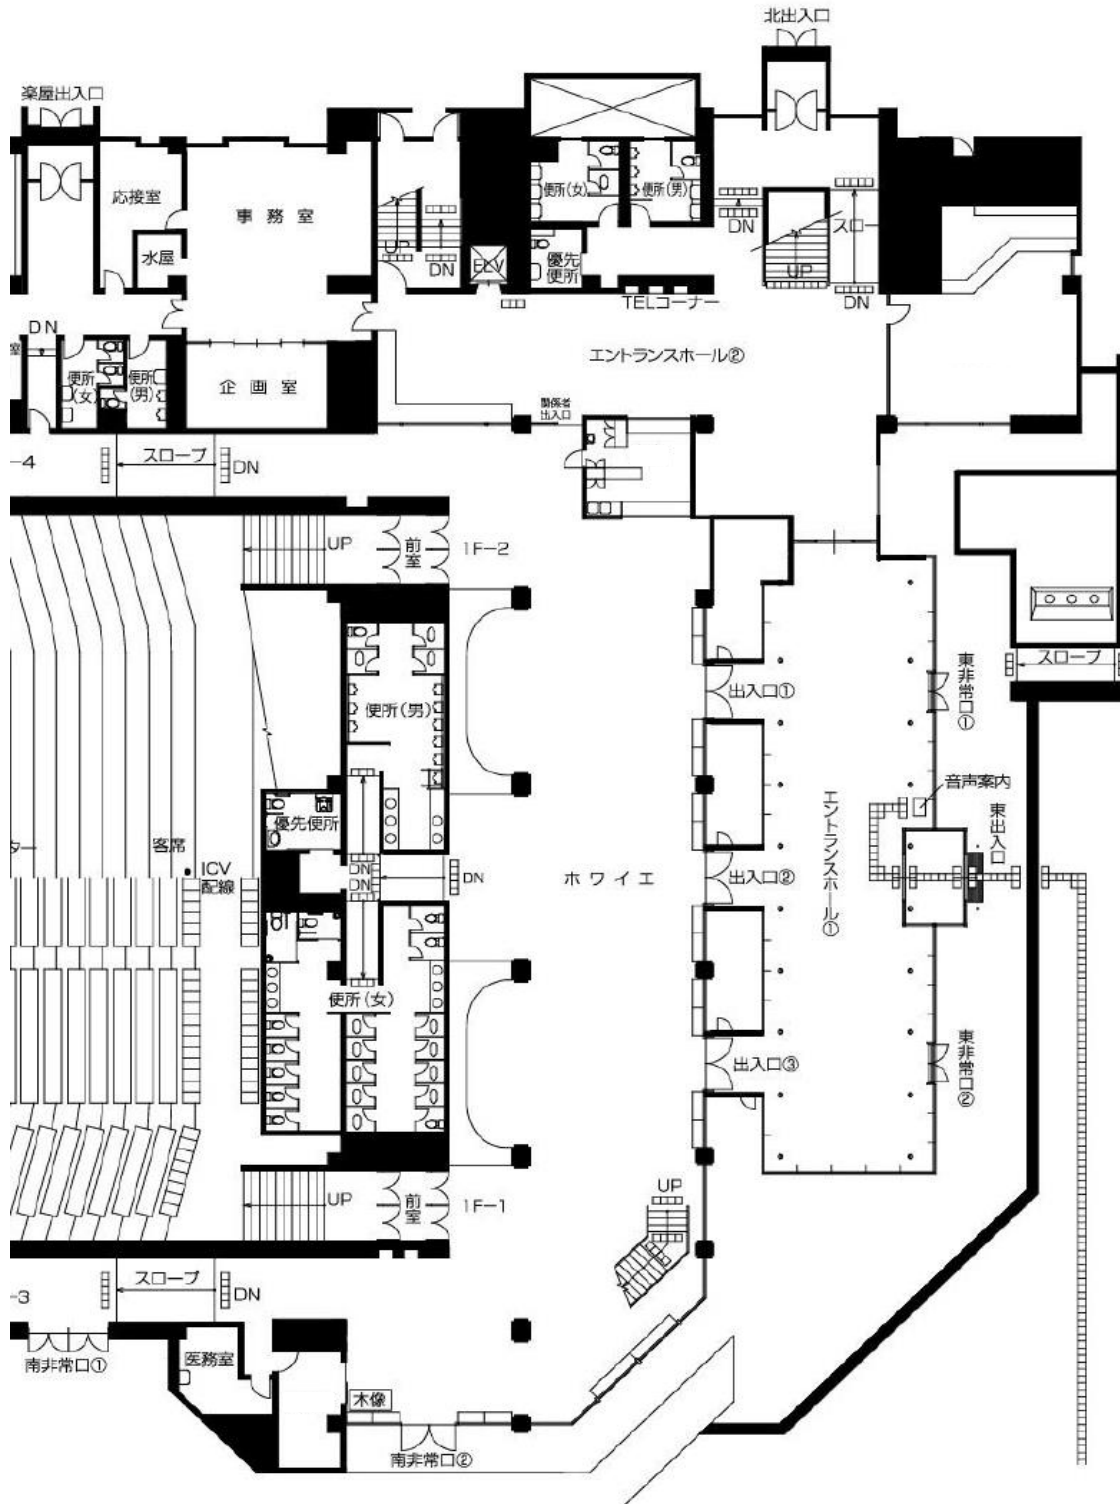 北出入口
楽屋出入口
応接室
事務室
水屋
便所(女)
便所(男)
優先
便所
ELV
UP
DN
DN
スロー
UP
DN
TELコーナー
エントランスホール②
DN
室
便所
(女)
便所
(男)
企画室
関係者
出入口
-4
スロープ
DN
UP
前室
1F-2
便所(男)
出入口①
東非常口①
スロープ
音声案内
東出入口
エントランスホール①
優先便所
客席
ター
ICV
配線
DN
DN
DN
ホワイエ
出入口②
便所(女)
出入口③
東非常口②
UP
前室
1F-1
UP
-3
スロープ
DN
南非常口①
医務室
木像
南非常口②